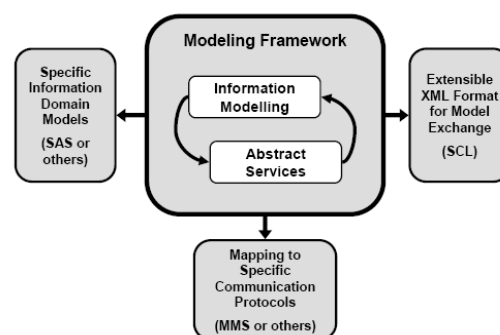 Modeling Framework
Information
Modelling
Abstract
Services
Specific
Information
Domain
Models
(SAS or
others)
Extensible
XML Format
for Model
Exchange
(SCL)
Mapping to
Specific
Communication
Protocols
(MMS or others)